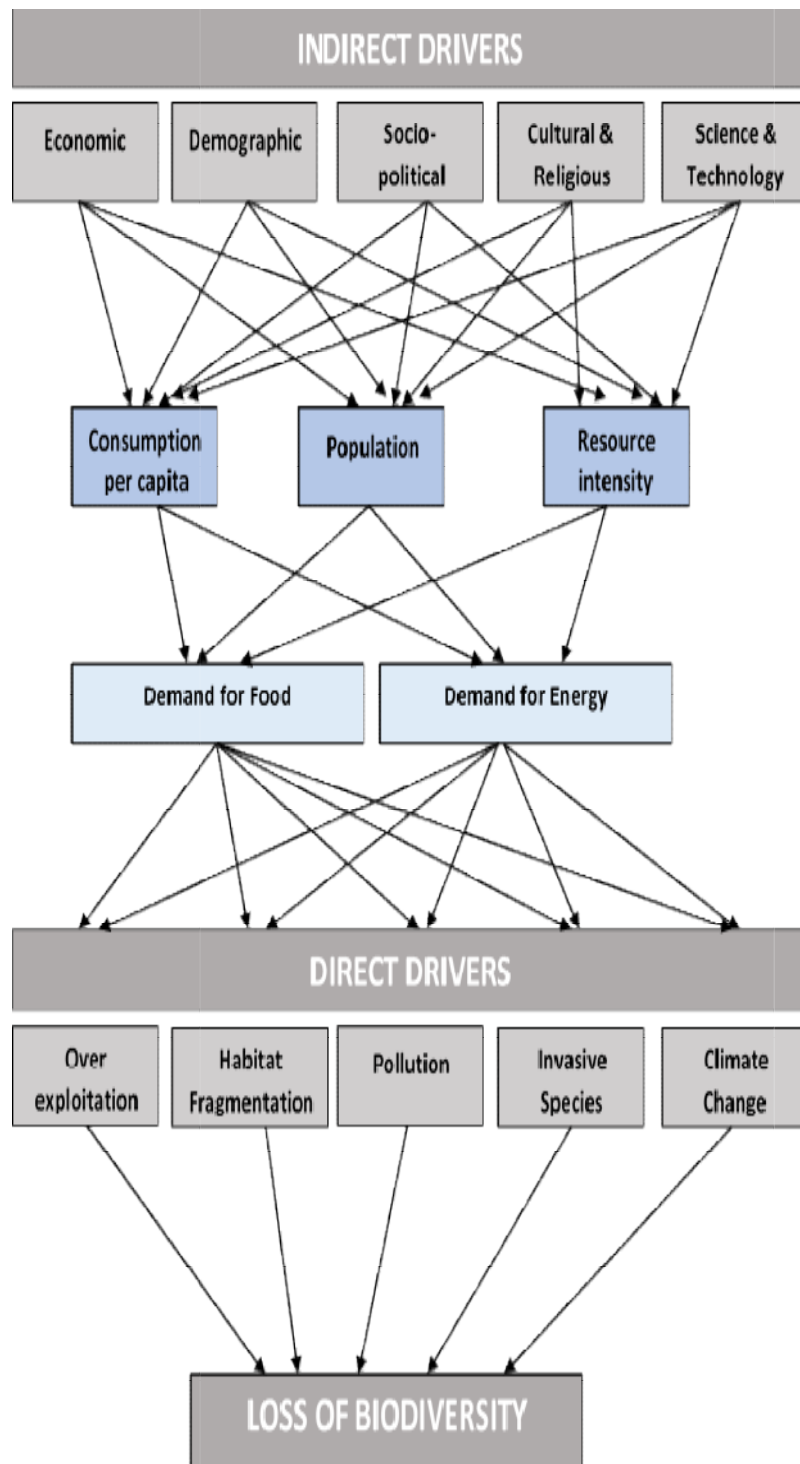 INDIRECT DRIVERS
Economic
Demographic
Socio-
political
Cultural &
Religious
Science &
Technology
Consumption
per capita
Population
Resource
intensity
Demand for Food
Demand for Energy
DIRECT DRIVERS
Over
exploitation
Habitat
Fragmentation
Pollution
Invasive
Species
Climate
Change
LOSS OF BIODIVERSITY